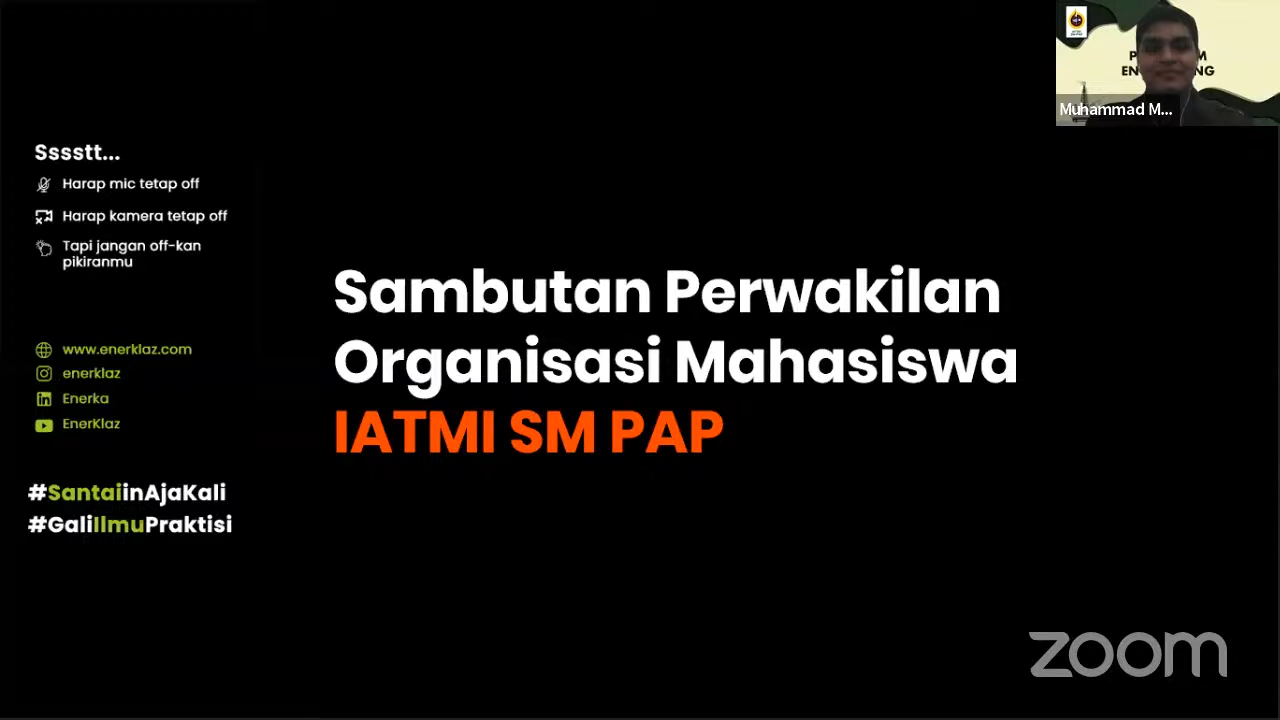 Sssstt...
Harap mic tetap off
Harap kamera tetap off
Tapi jangan off-kan
pikiranmu
www.enerklaz.com
enerklaz
Enerka
EnerKlaz
#SantaiinAjaKali
#GaliIlmuPraktisi
Sambutan Perwakilan
Organisasi Mahasiswa
IATMI SM PAP
Muhammad M...
zoom